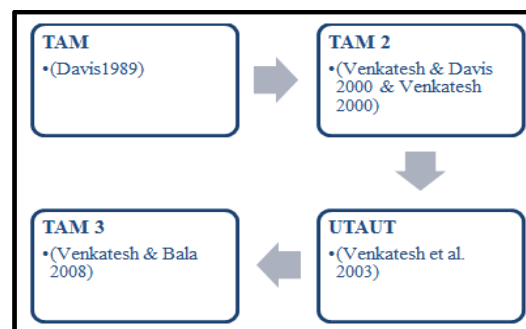 TAM
•(Davis1989)
TAM 2
•(Venkatesh & Davis
2000 & Venkatesh
2000)
TAM 3
•(Venkatesh & Bala
2008)
UTAUT
•(Venkatesh et al.
2003)